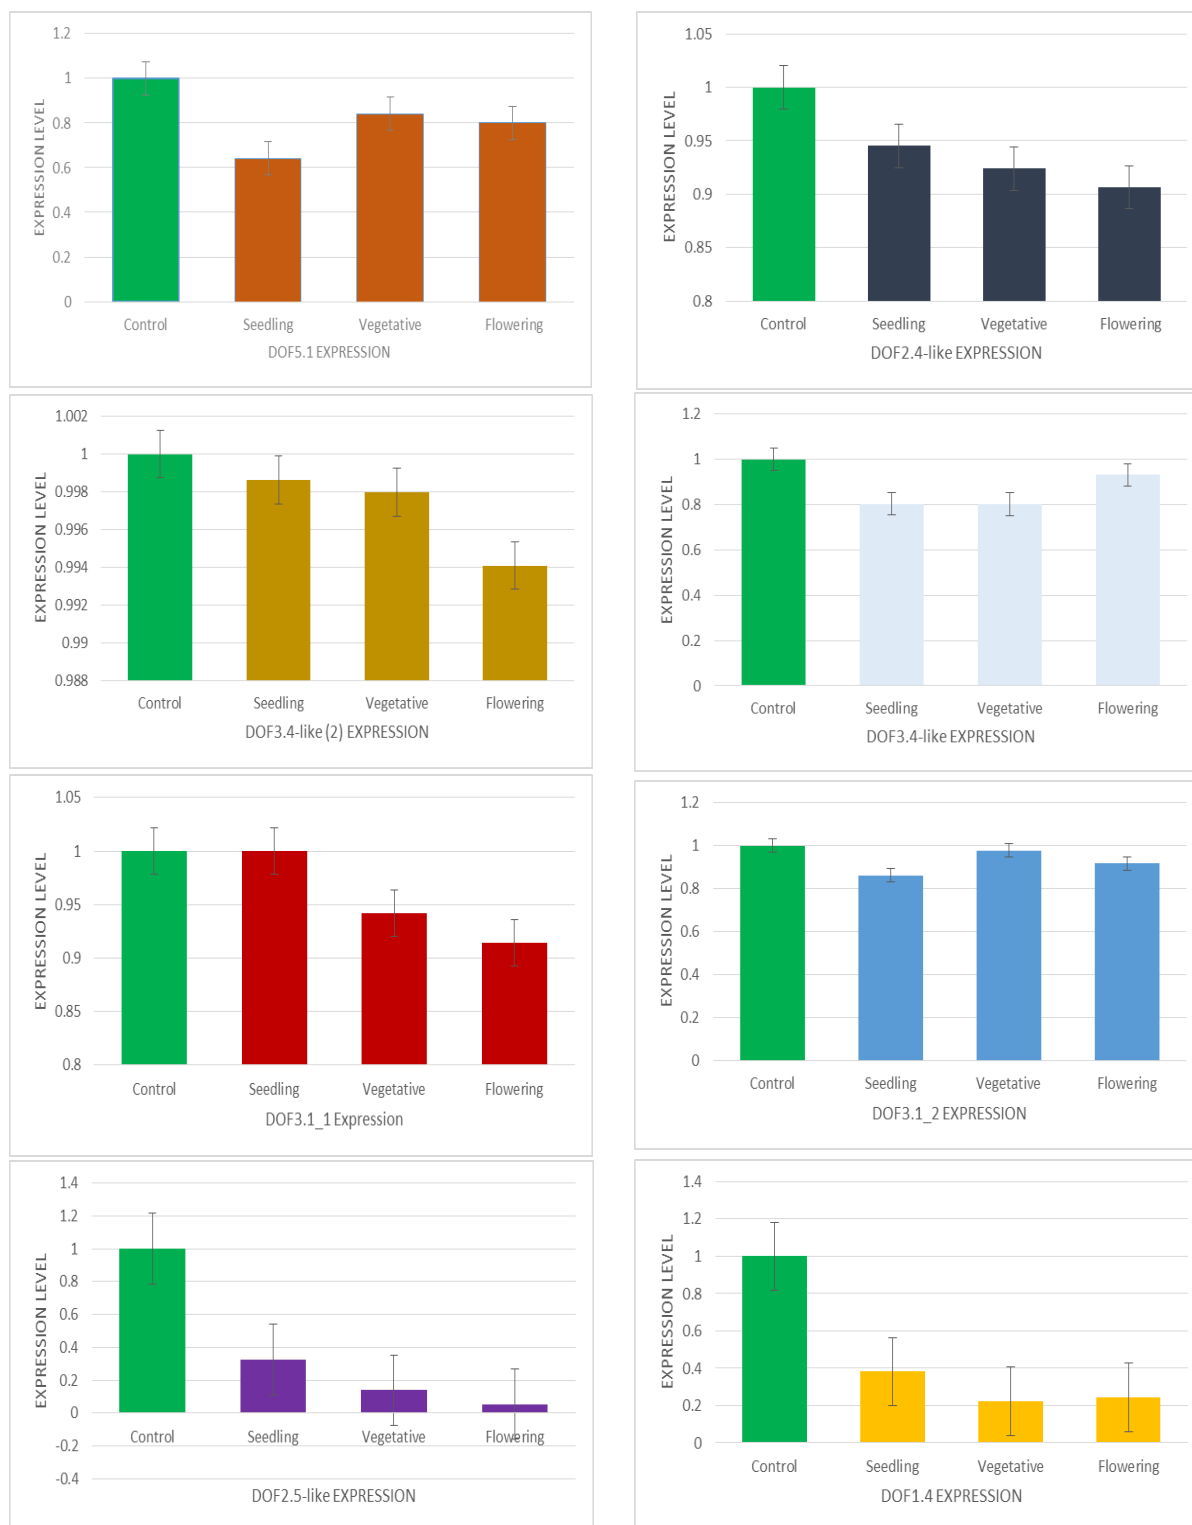 EXPRESSION LEVEL
1.2
1
0.8
0.6
0.4
0.2
0
Control Seedling Vegetative Flowering
DOF5.1 EXPRESSION
EXPRESSION LEVEL
1.05
1
0.95
0.9
0.85
0.8
Control Seedling Vegetative Flowering
DOF2.4-like EXPRESSION
EXPRESSION LEVEL
1.002
1
0.998
0.996
0.994
0.992
0.99
0.988
Control Seedling Vegetative Flowering
DOF3.4-like (2) EXPRESSION
EXPRESSION LEVEL
1.2
1
0.8
0.6
0.4
0.2
0
Control Seedling Vegetative Flowering
DOF3.4-like EXPRESSION
EXPRESSION LEVEL
1.05
1
0.95
0.9
0.85
0.8
Control Seedling Vegetative Flowering
DOF3.1_1 Expression
EXPRESSION LEVEL
1.2
1
0.8
0.6
0.4
0.2
0
Control Seedling Vegetative Flowering
DOF3.1_2 EXPRESSION
EXPRESSION LEVEL
1.4
1.2
1
0.8
0.6
0.4
0.2
0
-0.2
-0.4
Control Seedling Vegetative Flowering
DOF2.5-like EXPRESSION
EXPRESSION LEVEL
1.4
1.2
1
0.8
0.6
0.4
0.2
0
Control Seedling Vegetative Flowering
DOF1.4 EXPRESSION